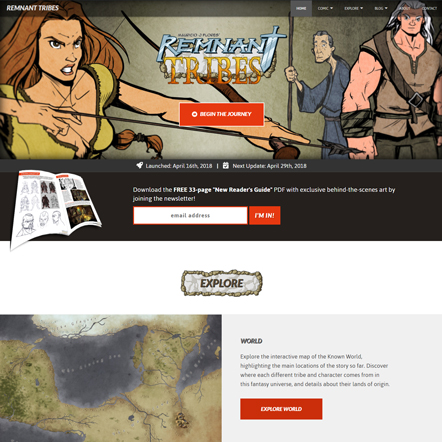 REMNANT TRIBES
HOME COMIC EXPLORE BLOG ABOUT CONTACT
REMNANT
TRIBES
BEGIN THE JOURNEY
Launched: April 16th, 2018 | Next Update: April 29th, 2018
Download the FREE 33-page "New Reader's Guide" PDF with exclusive behind-the-scenes art by
joining the newsletter!
email address
I'M IN!
EXPLORE
WORLD
Explore the interactive map of the Known World,
highlighting the main locations of the story so far. Discover
where each different tribe and character comes from in
this fantasy universe, and details about their lands of origin.
EXPLORE WORLD